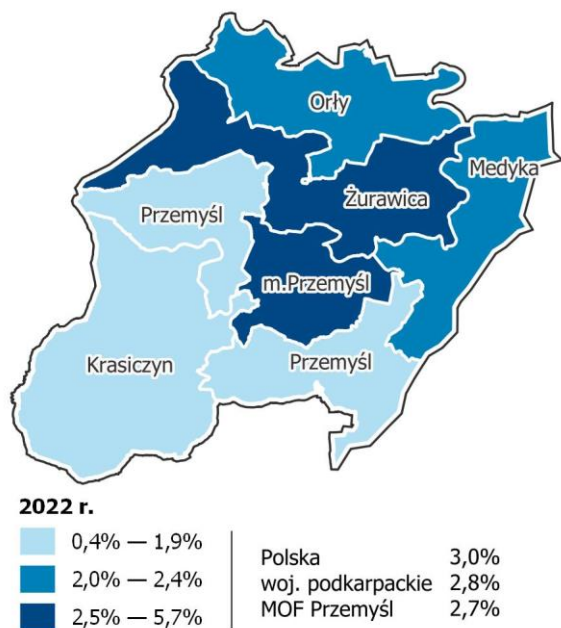 Orły
Medyka
Żurawica
Przemyśl
m.Przemyśl
Krasiczyn
Przemyśl
2022 r.
0,4% — 1,9%
2,0% — 2,4%
2,5% — 5,7%
Polska 3,0%
woj. podkarpackie 2,8%
MOF Przemyśl 2,7%